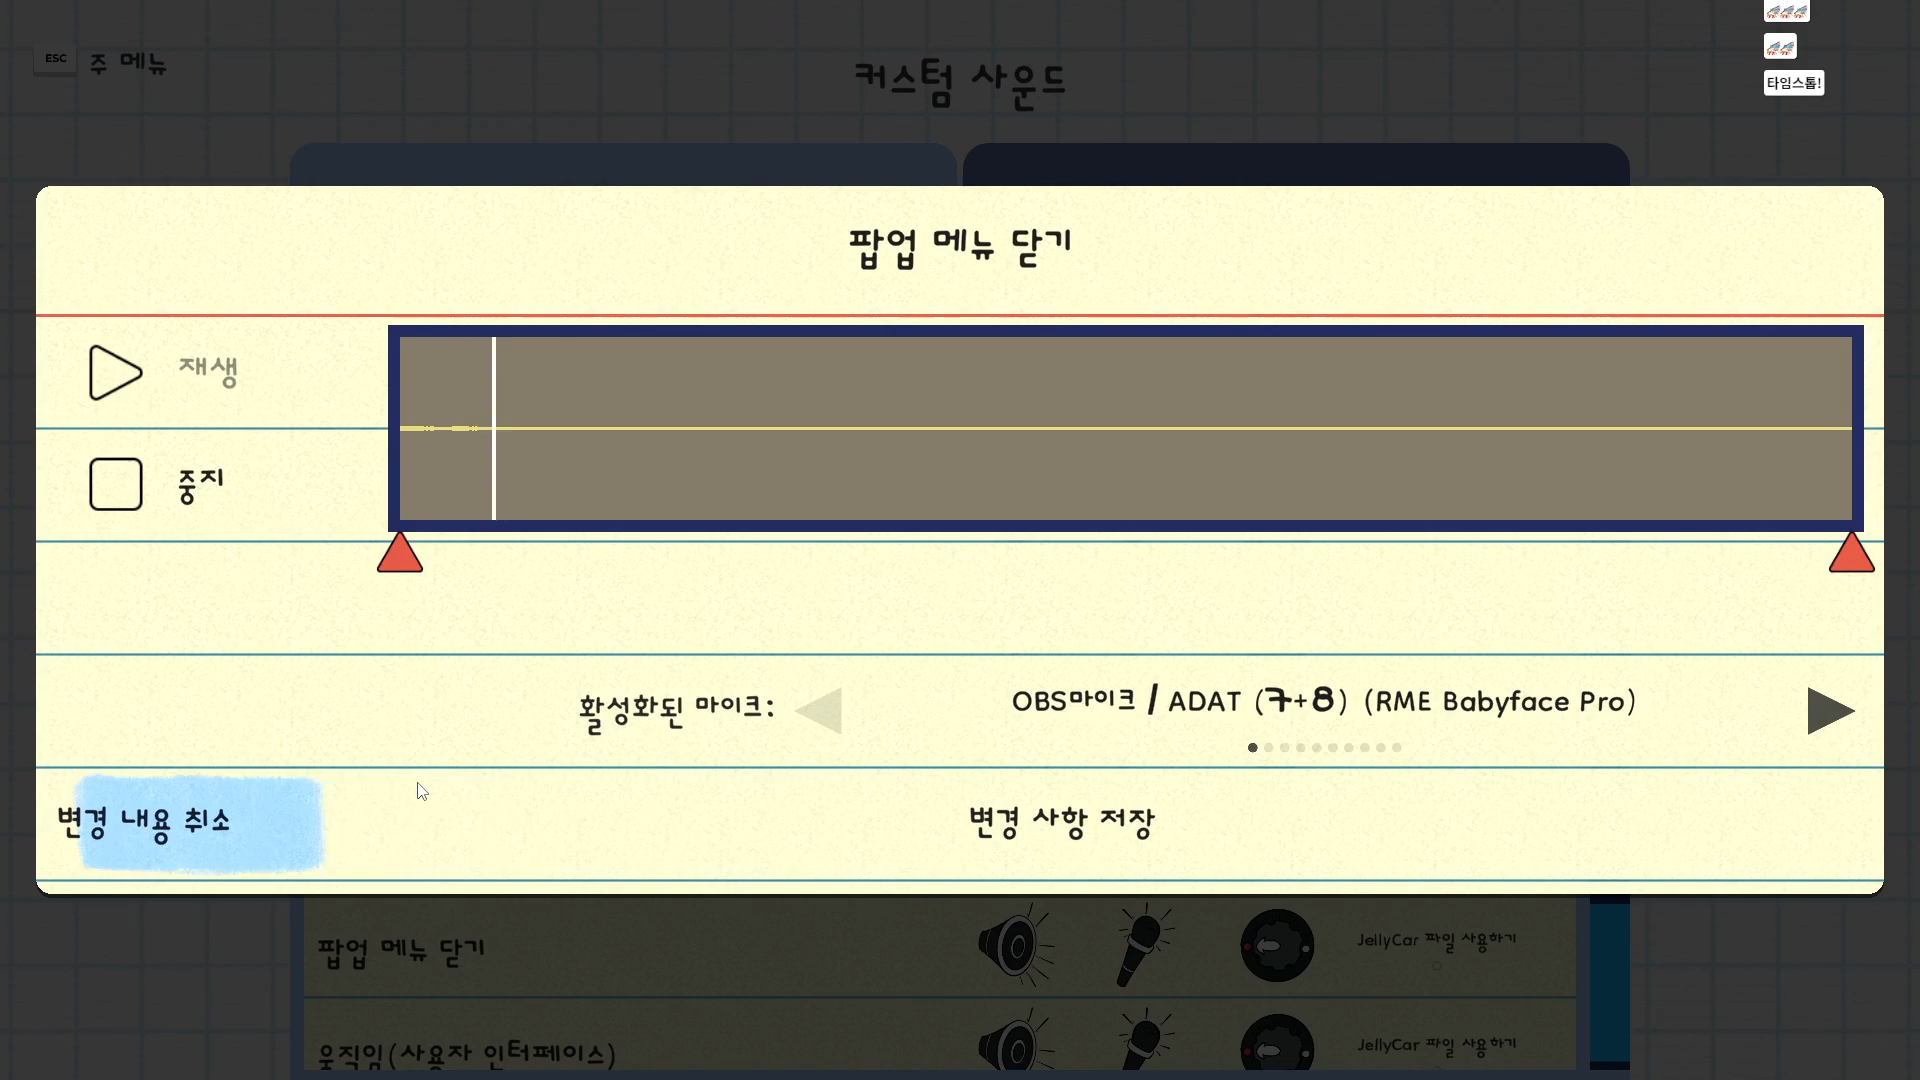 ESC 주 메뉴
커스텀 사운드
타임스톱!
팝업 메뉴 닫기
재생
중지
활성화된 마이크:
OBS마이크 / ADAT (7+8) (RME Babyface Pro)
변경 내용 취소
변경 사항 저장
팝업 메뉴 닫기
JellyCar 파일 사용하기
움직임(사용자 인터페이스)
JellyCar 파일 사용하기